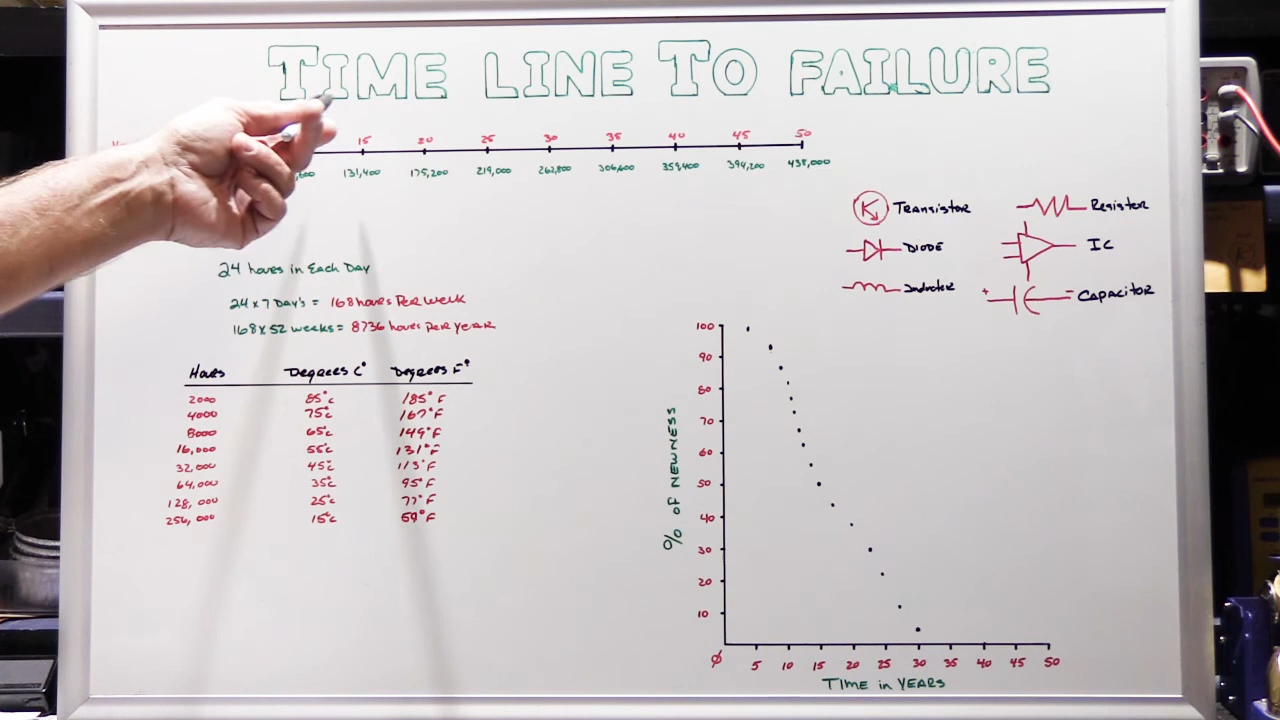 TIME LINE TO FAILURE
15 20 25 30 35 40 45 50
131,400 175,200 219,000 262,800 306,600 359,400 394,200 438,000
Transistor Resistor
DIODE IC
Inductor CAPACITOR
+ -
24 hours in Each Day
24 x 7 Day's = 168 hours Per week
168 x 52 weeks = 8736 hours Per Year
Hours Degrees C° Degrees F°
2000 85°C 185°F
4000 75°C 167°F
8000 65°C 149°F
16,000 55°C 131°F
32,000 45°C 113°F
64,000 35°C 95°F
128,000 25°C 77°F
256,000 15°C 59°F
% OF NEWNESS
100
90
80
70
60
50
40
30
20
10
0 5 10 15 20 25 30 35 40 45 50
TIME in YEARS